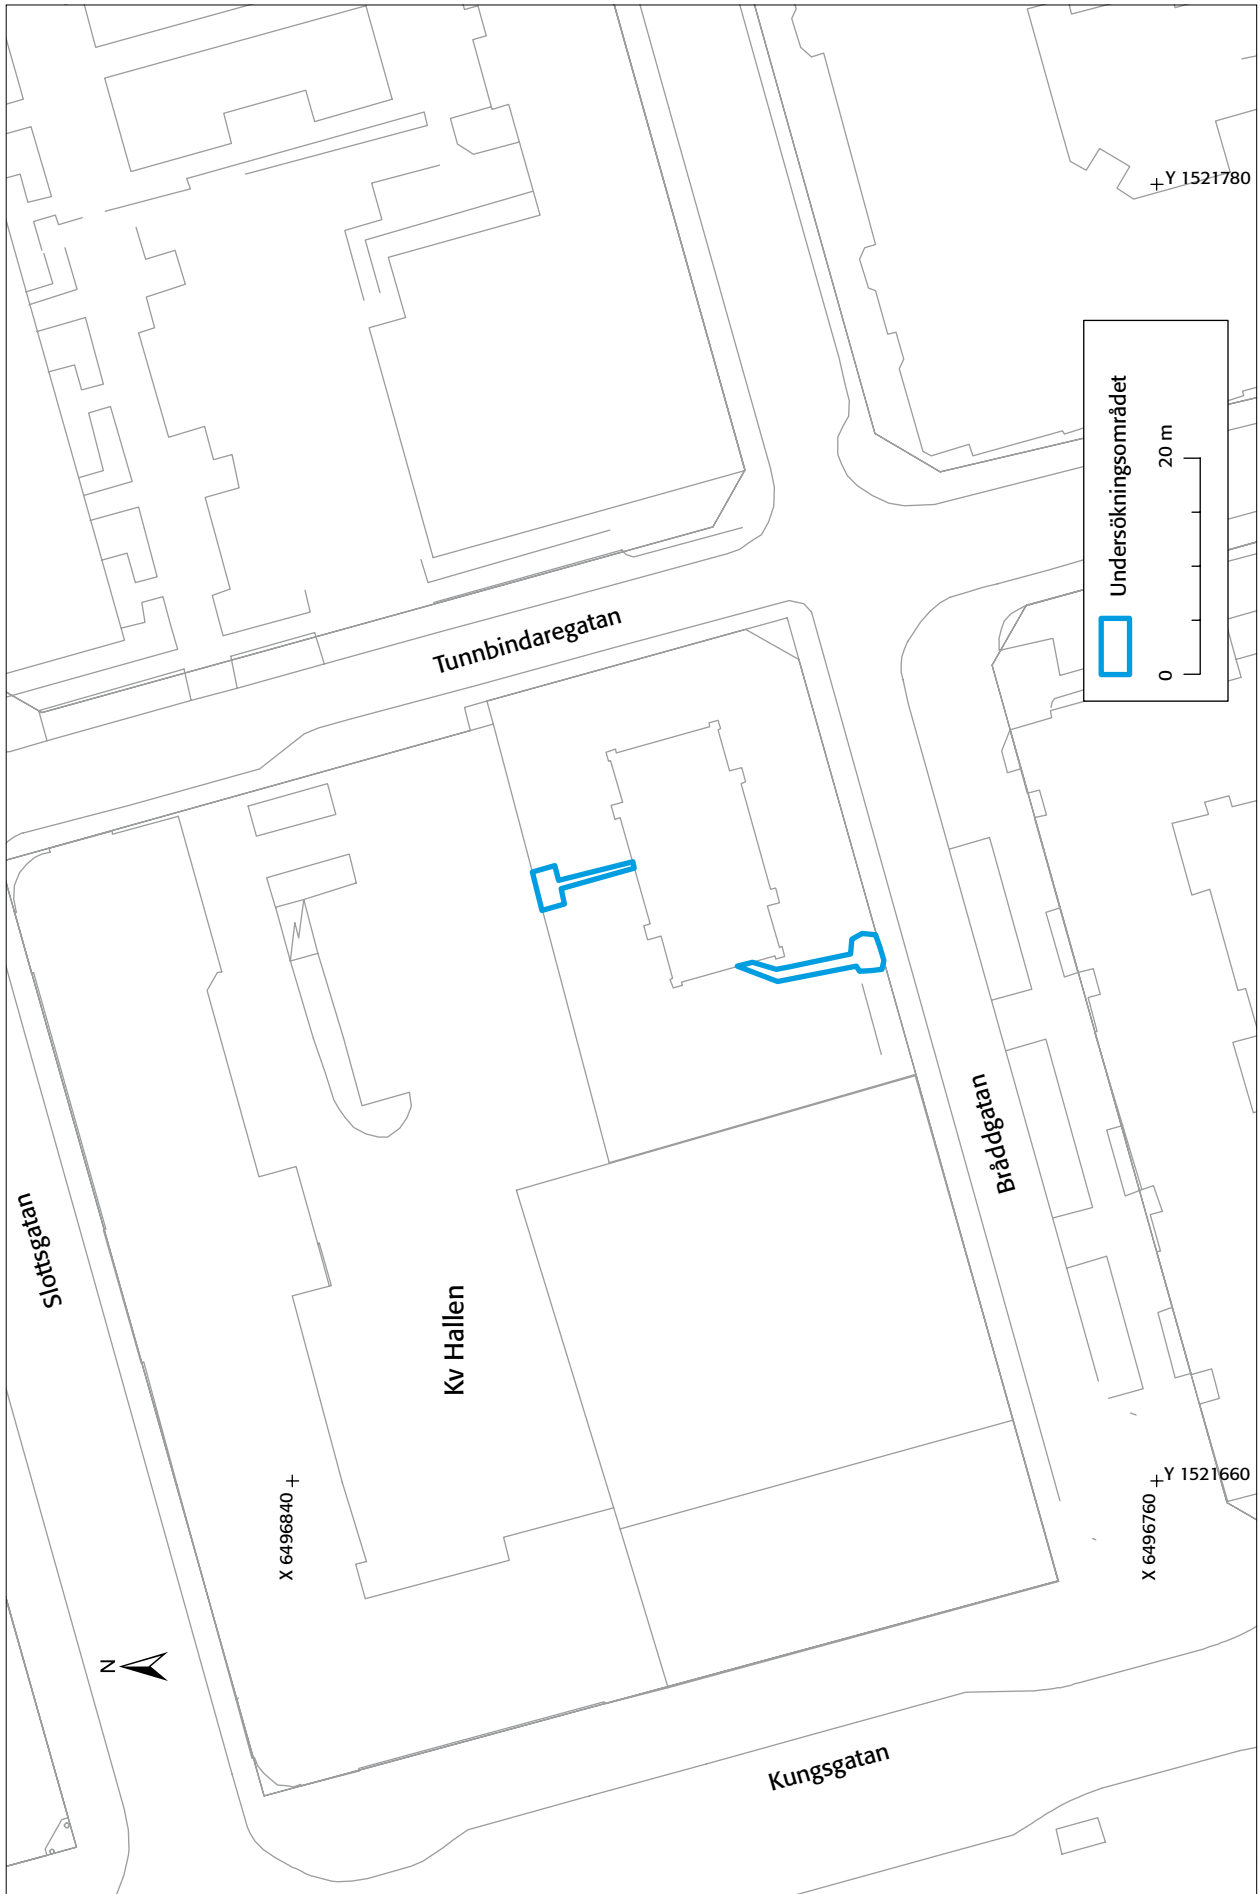 Slottsgatan
N
X 6496840
Kv Hallen
Tunnbindaregatan
Bråddgatan
Kungsgatan
X 6496760
Y 1521660
Y 1521780
Undersökningsområdet
0
20 m